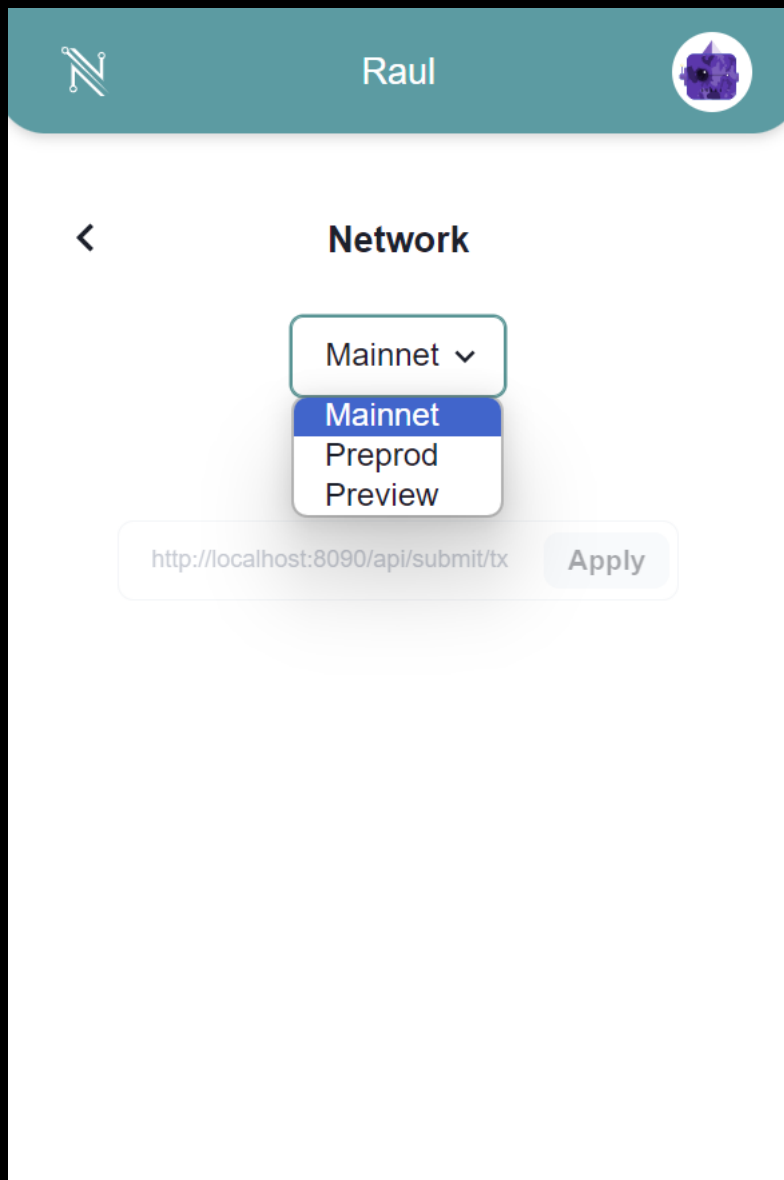 Raul
Network
Mainnet
Mainnet
Preprod
Preview
http://localhost:8090/api/submit/tx Apply